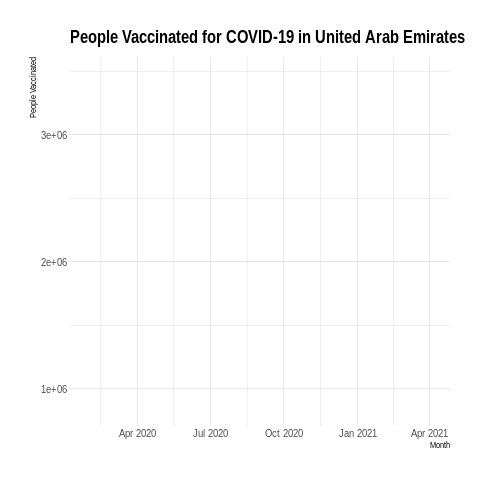 People Vaccinated for COVID-19 in United Arab Emirates
People Vaccinated
3e+06
2e+06
1e+06
Apr 2020 Jul 2020 Oct 2020 Jan 2021 Apr 2021
Month